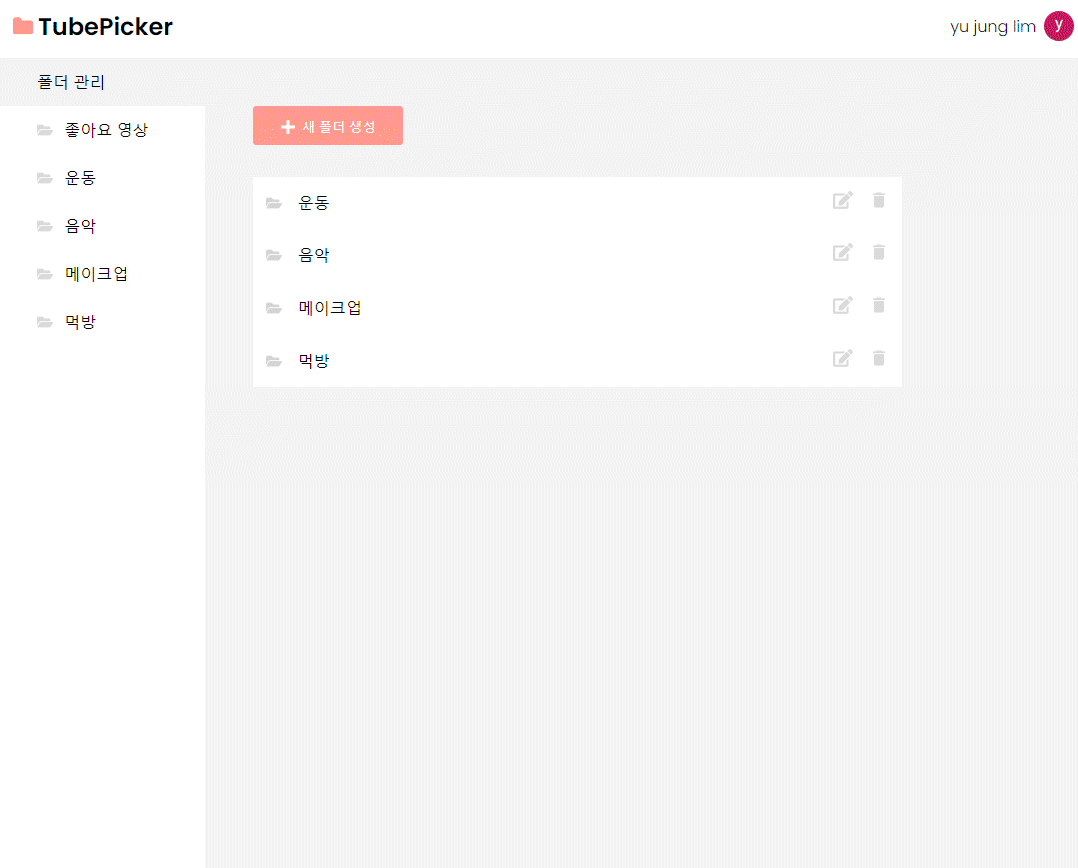 TubePicker
yu jung lim
y
폴더 관리
좋아요 영상
운동
음악
메이크업
먹방
새 폴더 생성
운동
음악
메이크업
먹방